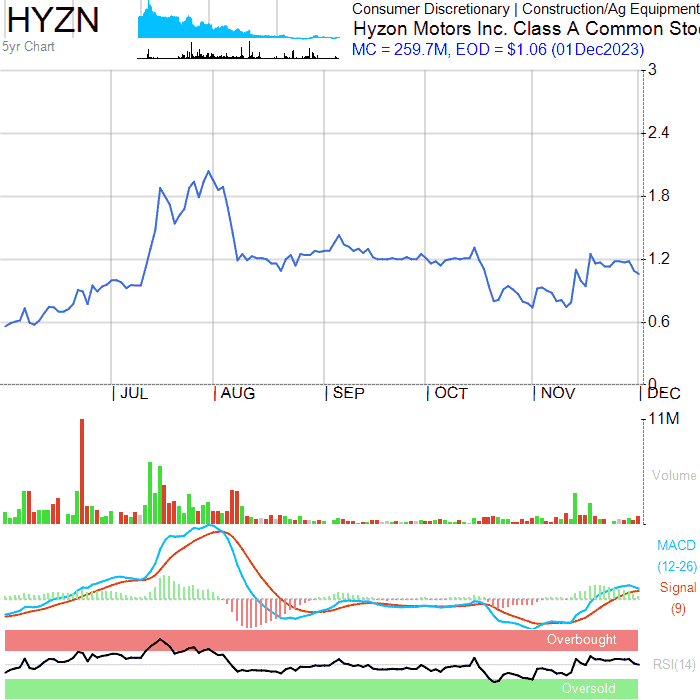 HYZN
5yr Chart
Consumer Discretionary | Construction/Ag Equipment
Hyzon Motors Inc. Class A Common Sto
MC = 259.7M, EOD = $1.06 (01Dec2023)
3
2.4
1.8
1.2
0.6
0
JUL AUG SEP OCT NOV DEC
11M
Volume
MACD
(12-26)
Signal
(9)
Overbought
RSI(14)
Oversold